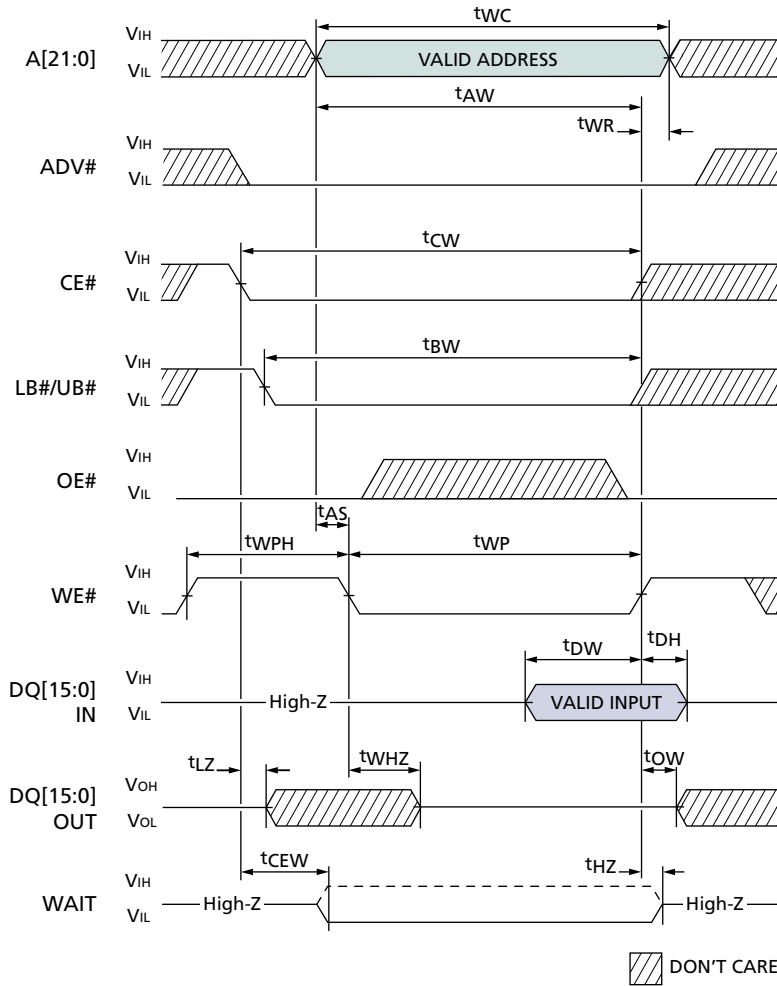 tWC
A[21:0] VIH VIL VALID ADDRESS
tAW
tWR
ADV# VIH VIL
tCW
CE# VIH VIL
tBW
LB#/UB# VIH VIL
OE# VIH VIL
tAS
tWPH tWP
WE# VIH VIL
tDW tDH
DQ[15:0] IN VIH VIL High-Z VALID INPUT
tLZ tWHZ tOW
DQ[15:0] OUT VOH VOL
tCEW tHZ
WAIT VIH VIL High-Z High-Z
DON'T CARE